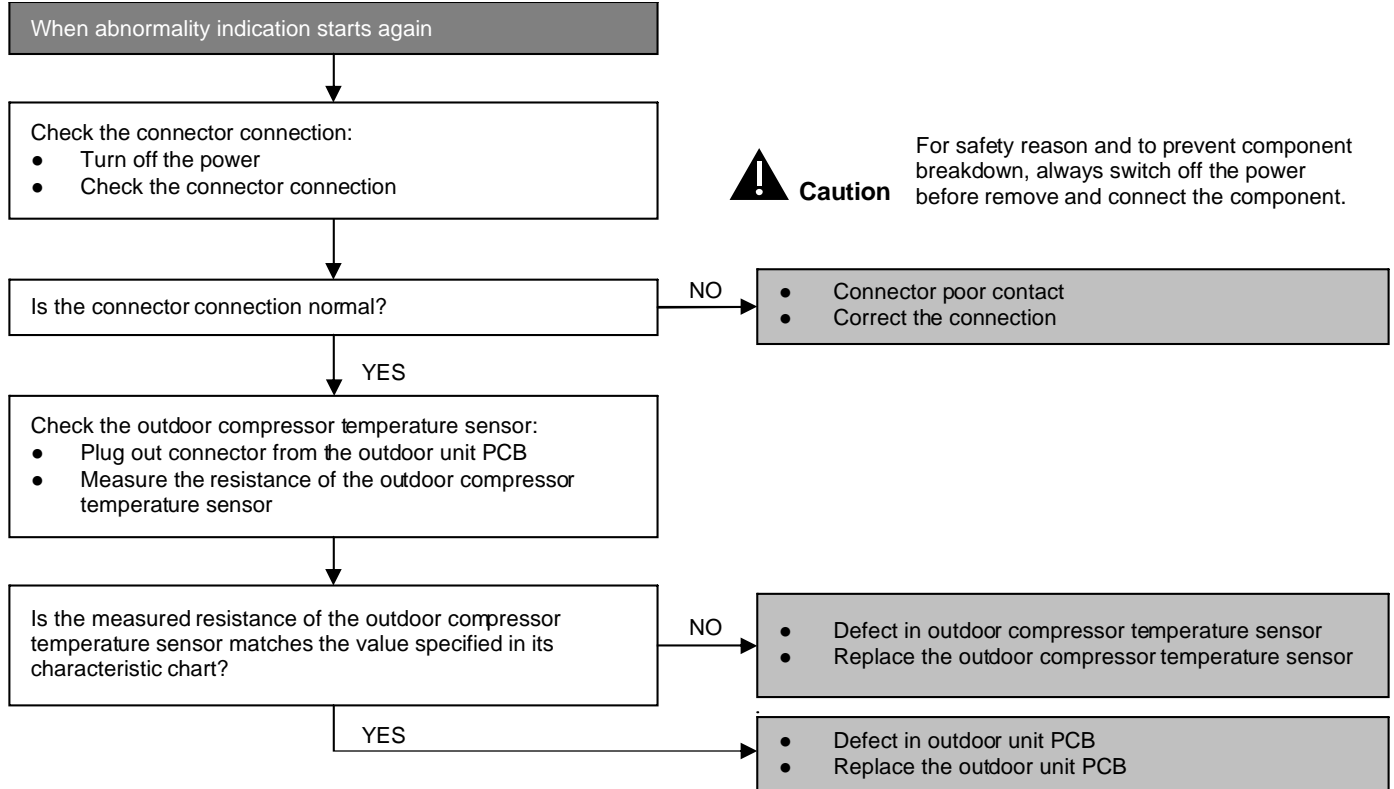 When abnormality indication starts again
Check the connector connection:
● Turn off the power
● Check the connector connection
For safety reason and to prevent component
breakdown, always switch off the power
before remove and connect the component.
Caution
Is the connector connection normal?
NO
● Connector poor contact
● Correct the connection
YES
Check the outdoor compressor temperature sensor:
● Plug out connector from the outdoor unit PCB
● Measure the resistance of the outdoor compressor
temperature sensor
Is the measured resistance of the outdoor compressor
temperature sensor matches the value specified in its
characteristic chart?
NO
● Defect in outdoor compressor temperature sensor
● Replace the outdoor compressor temperature sensor
YES
● Defect in outdoor unit PCB
● Replace the outdoor unit PCB